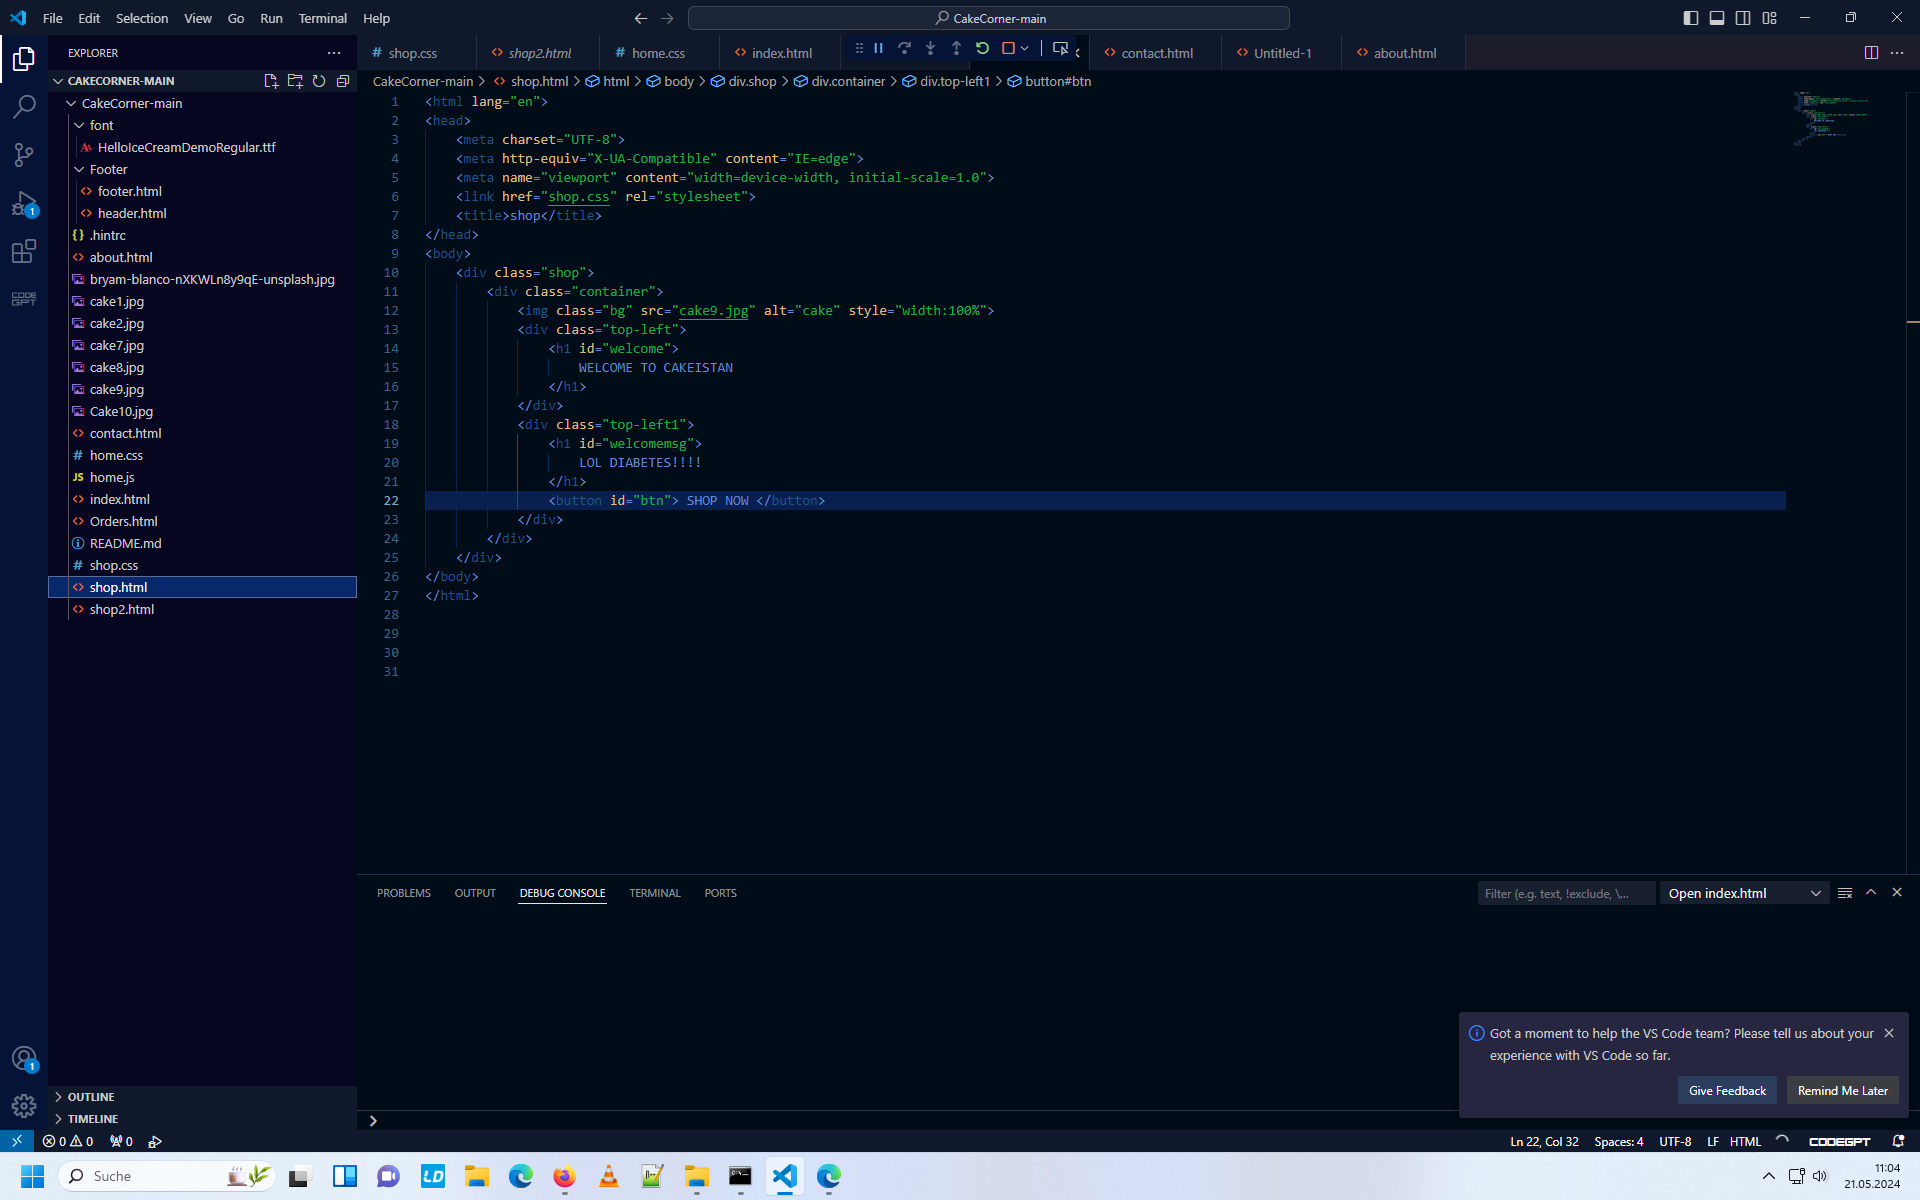 File Edit Selection View Go Run Terminal Help
CakeCorner-main
EXPLORER
shop.css
shop2.html
home.css
index.html
contact.html
Untitled-1
about.html
CAKECORNER-MAIN
CakeCorner-main > shop.html > html > body > div.shop > div.container > div.top-left1 > button#btn
CakeCorner-main
font
HelloIceCreamDemoRegular.ttf
Footer
footer.html
header.html
.hintrc
about.html
bryam-blanco-nXKWLn8y9qE-unsplash.jpg
cake1.jpg
cake2.jpg
cake7.jpg
cake8.jpg
cake9.jpg
Cake10.jpg
contact.html
home.css
JS home.js
index.html
Orders.html
README.md
shop.css
shop.html
shop2.html
OUTLINE
TIMELINE
CODE GPT
1
1
1 <html lang="en">
2 <head>
3 <meta charset="UTF-8">
4 <meta http-equiv="X-UA-Compatible" content="IE=edge">
5 <meta name="viewport" content="width=device-width, initial-scale=1.0">
6 <link href="shop.css" rel="stylesheet">
7 <title>shop</title>
8 </head>
9 <body>
10 <div class="shop">
11 <div class="container">
12 <img class="bg" src="cake9.jpg" alt="cake" style="width:100%">
13 <div class="top-left">
14 <h1 id="welcome">
15 WELCOME TO CAKEISTAN
16 </h1>
17 </div>
18 <div class="top-left1">
19 <h1 id="welcomemsg">
20 LOL DIABETES!!!!
21 </h1>
22 <button id="btn"> SHOP NOW </button>
23 </div>
24 </div>
25 </div>
26 </body>
27 </html>
28
29
30
31
PROBLEMS OUTPUT DEBUG CONSOLE TERMINAL PORTS
Filter (e.g. text, !exclude, \...
Open index.html
Got a moment to help the VS Code team? Please tell us about your
experience with VS Code so far.
Give Feedback
Remind Me Later
0 0 0
Ln 22, Col 32 Spaces: 4 UTF-8 LF HTML CODEGPT
Suche
LD
11:04
21.05.2024